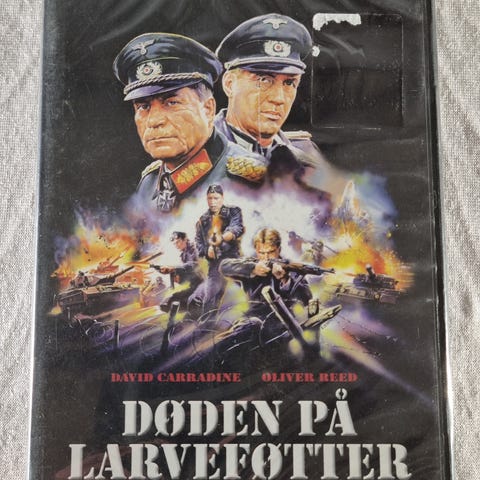 DAVID CARRADINE OLIVER REED
DØDEN PÅ
LARVEFØTTER